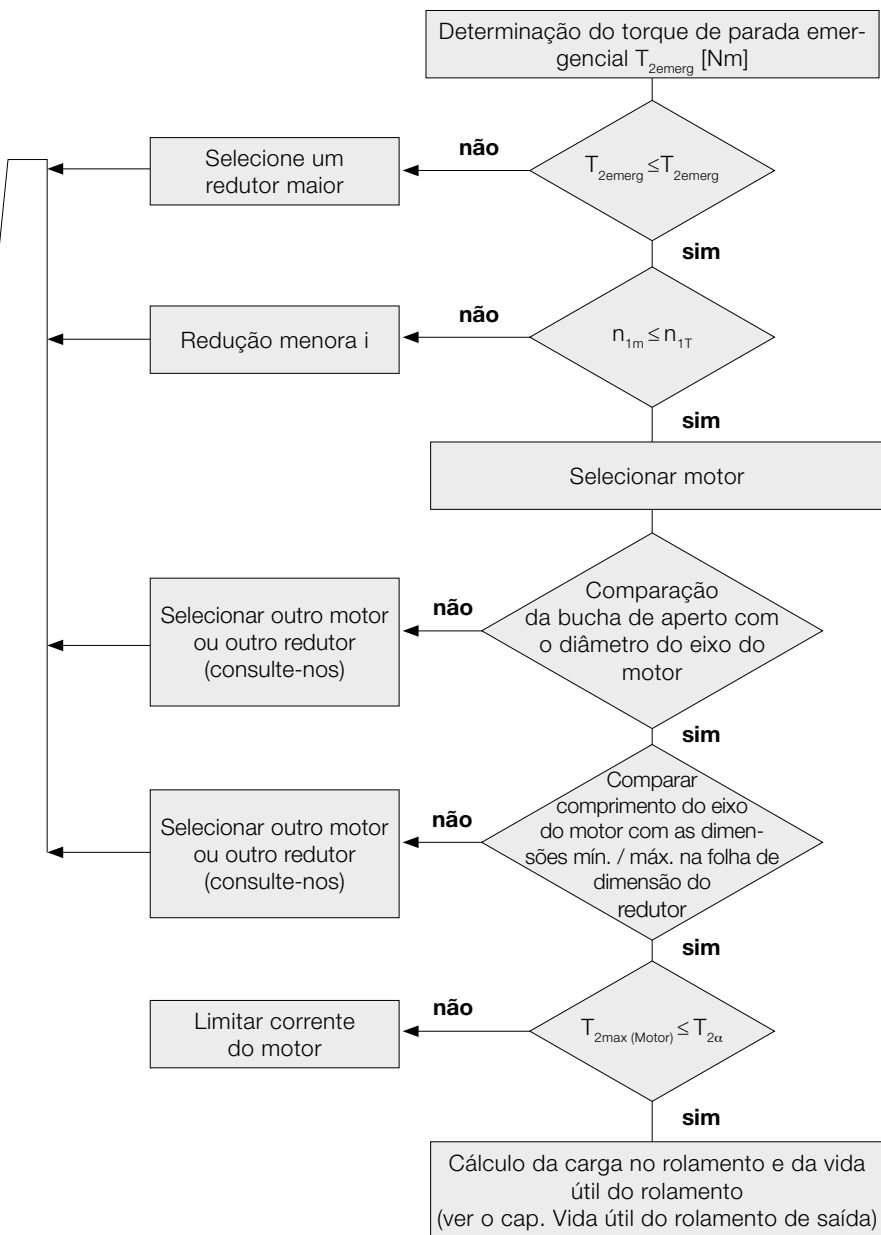 Determinação do torque de parada emer-
gencial T2emerg [Nm]
não
Selecione um
redutor maior
T2emerg ≤ T2emerg
sim
não
Redução menora i
n1m ≤ n1T
sim
Selecionar motor
não
Selecionar outro motor
ou outro redutor
(consulte-nos)
Comparação
da bucha de aperto com
o diâmetro do eixo do
motor
sim
não
Selecionar outro motor
ou outro redutor
(consulte-nos)
Comparar
comprimento do eixo
do motor com as dimen-
sões mín. / máx. na folha de
dimensão do
redutor
sim
não
Limitar corrente
do motor
T2max (Motor) ≤ T2α
sim
Cálculo da carga no rolamento e da vida
útil do rolamento
(ver o cap. Vida útil do rolamento de saída)